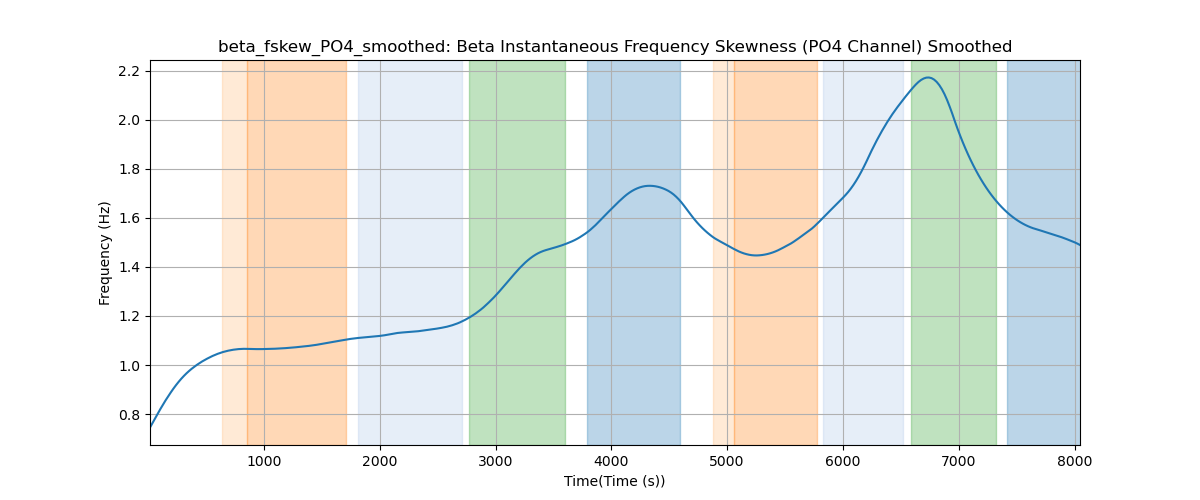 beta_fskew_PO4_smoothed: Beta Instantaneous Frequency Skewness (PO4 Channel) Smoothed
Frequency (Hz)
2.2
2.0
1.8
1.6
1.4
1.2
1.0
0.8
1000 2000 3000 4000 5000 6000 7000 8000
Time(Time (s))